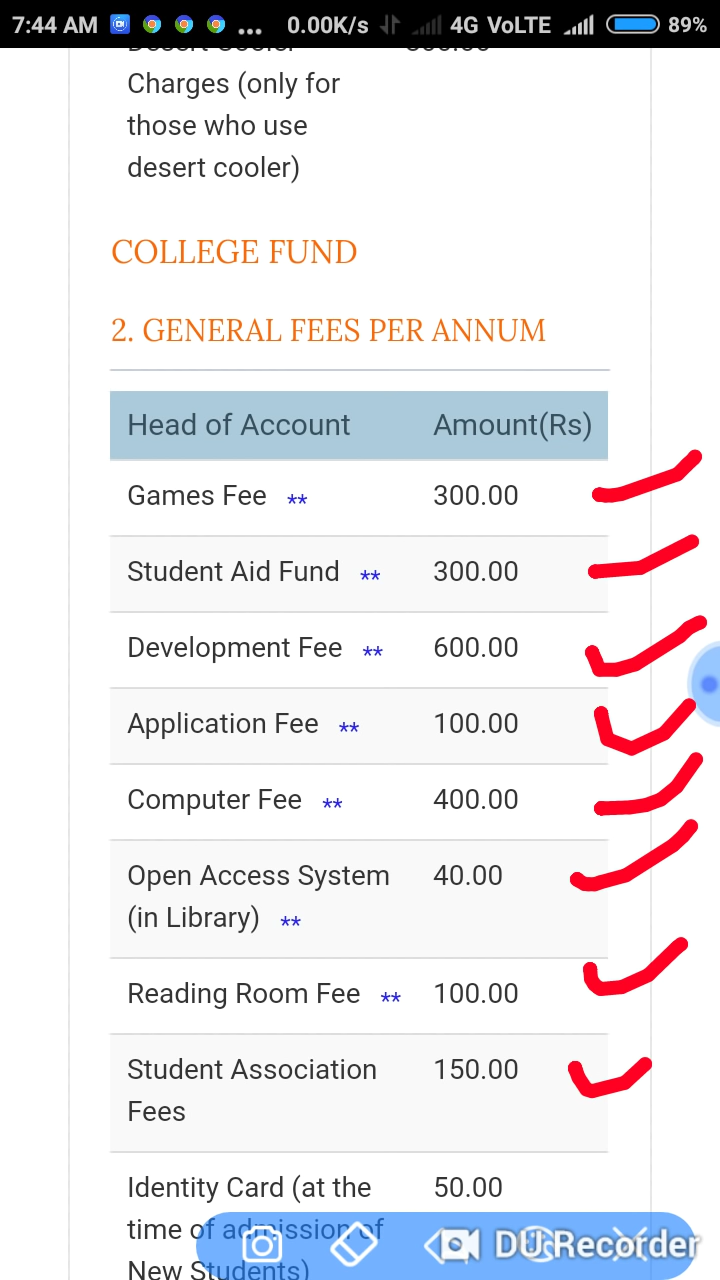 7:44 AM ... 0.00K/s 4G VoLTE 89%
Desert Cooler 300.00
Charges (only for
those who use
desert cooler)
COLLEGE FUND
2. GENERAL FEES PER ANNUM
Head of Account Amount(Rs)
Games Fee ** 300.00
Student Aid Fund ** 300.00
Development Fee ** 600.00
Application Fee ** 100.00
Computer Fee ** 400.00
Open Access System 40.00
(in Library) **
Reading Room Fee ** 100.00
Student Association 150.00
Fees
Identity Card (at the 50.00
time of admission of
New Students)
DU Recorder